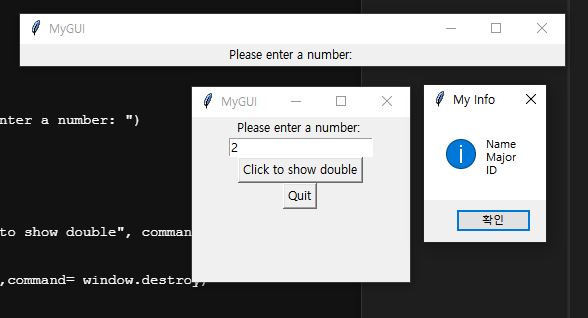 MyGUI
Please enter a number:
MyGUI
Please enter a number:
2
Click to show double
Quit
My Info
Name
Major
ID
확인
nter a number: ")
to show double", comman
,command= window.destroy,